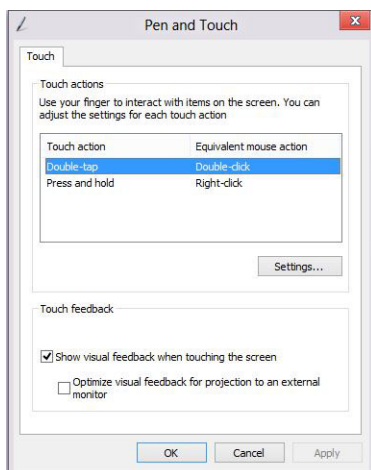 Pen and Touch
Touch
Touch actions
Use your finger to interact with items on the screen. You can
adjust the settings for each touch action
Touch action Equivalent mouse action
Double-tap Double-click
Press and hold Right-click
Settings...
Touch feedback
Show visual feedback when touching the screen
Optimize visual feedback for projection to an external
monitor
OK Cancel Apply